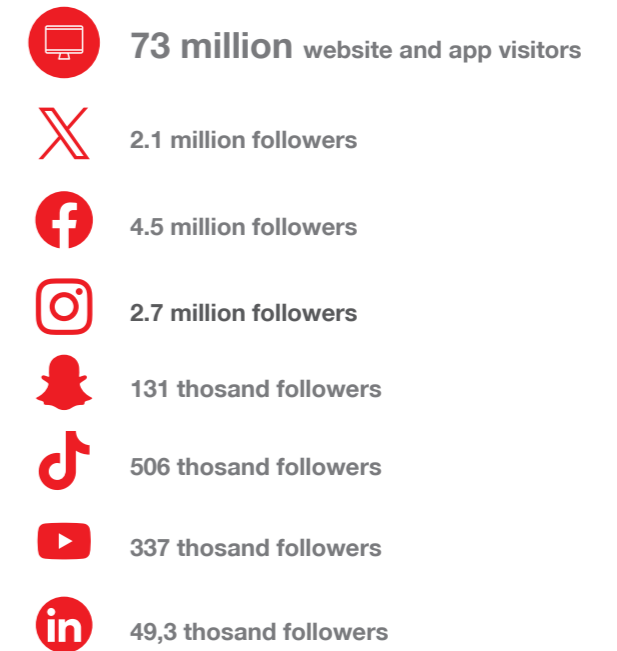 73 million website and app visitors
2.1 million followers
4.5 million followers
2.7 million followers
131 thosand followers
506 thosand followers
337 thosand followers
in
49,3 thosand followers